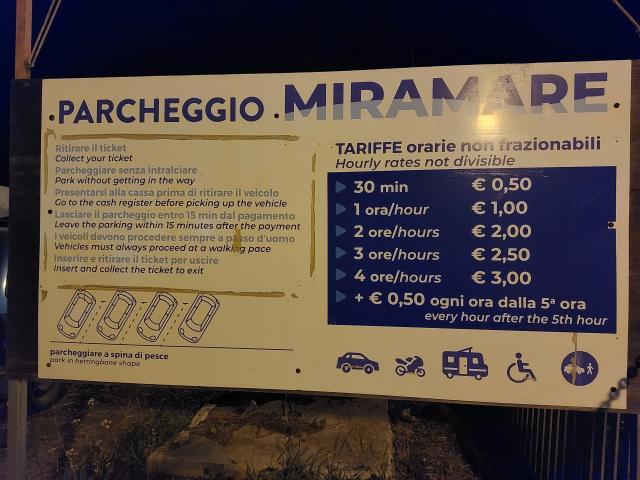 PARCHEGGIO MIRAMARE
Ritirare il ticket
Collect your ticket
Parcheggiare senza intralciare
Park without getting in the way
Presentarsi alla cassa prima di ritirare il veicolo
Go to the cash register before picking up the vehicle
Lasciare il parcheggio entro 15 min dal pagamento
Leave the parking within 15 minutes after the payment
I veicoli devono procedere sempre a passo d'uomo
Vehicles must always proceed at a walking pace
Inserire e ritirare il ticket per uscire
Insert and collect the ticket to exit
parcheggiare a spina di pesce
park in herringbone shape
TARIFFE orarie non frazionabili
Hourly rates not divisible
30 min € 0,50
1 ora/hour € 1,00
2 ore/hours € 2,00
3 ore/hours € 2,50
4 ore/hours € 3,00
+ € 0,50 ogni ora dalla 5ª ora
every hour after the 5th hour